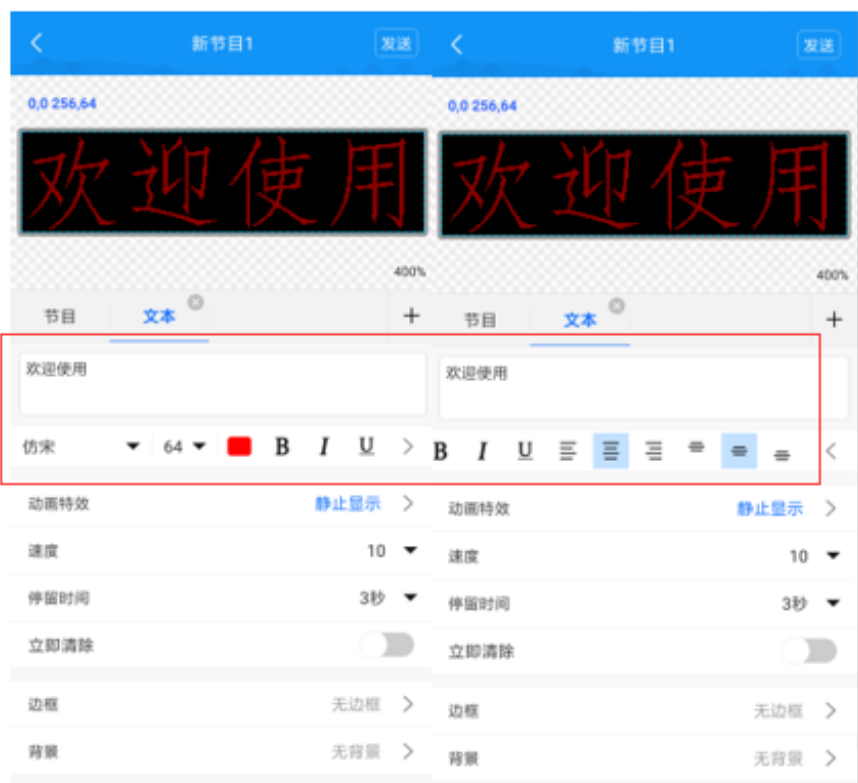 新节目1 发送
0,0 256,64
欢迎使用
400%
节目 文本 +
欢迎使用
仿宋 64 B I U
动画特效 静止显示
速度 10
停留时间 3秒
立即清除
边框 无边框
背景 无背景
新节目1 发送
0,0 256,64
欢迎使用
400%
节目 文本 +
欢迎使用
B I U
动画特效 静止显示
速度 10
停留时间 3秒
立即清除
边框 无边框
背景 无背景